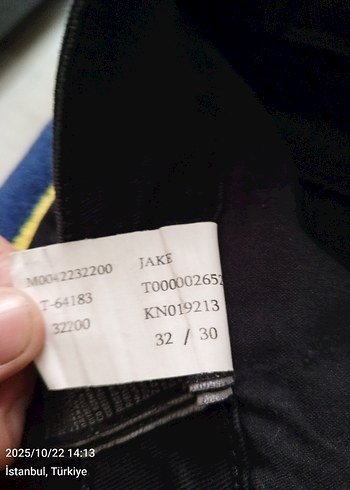 M0042232200 JAKE
T-64183 T000002652
32200 KN019213
32 / 30
2025/10/22 14:13
İstanbul, Türkiye